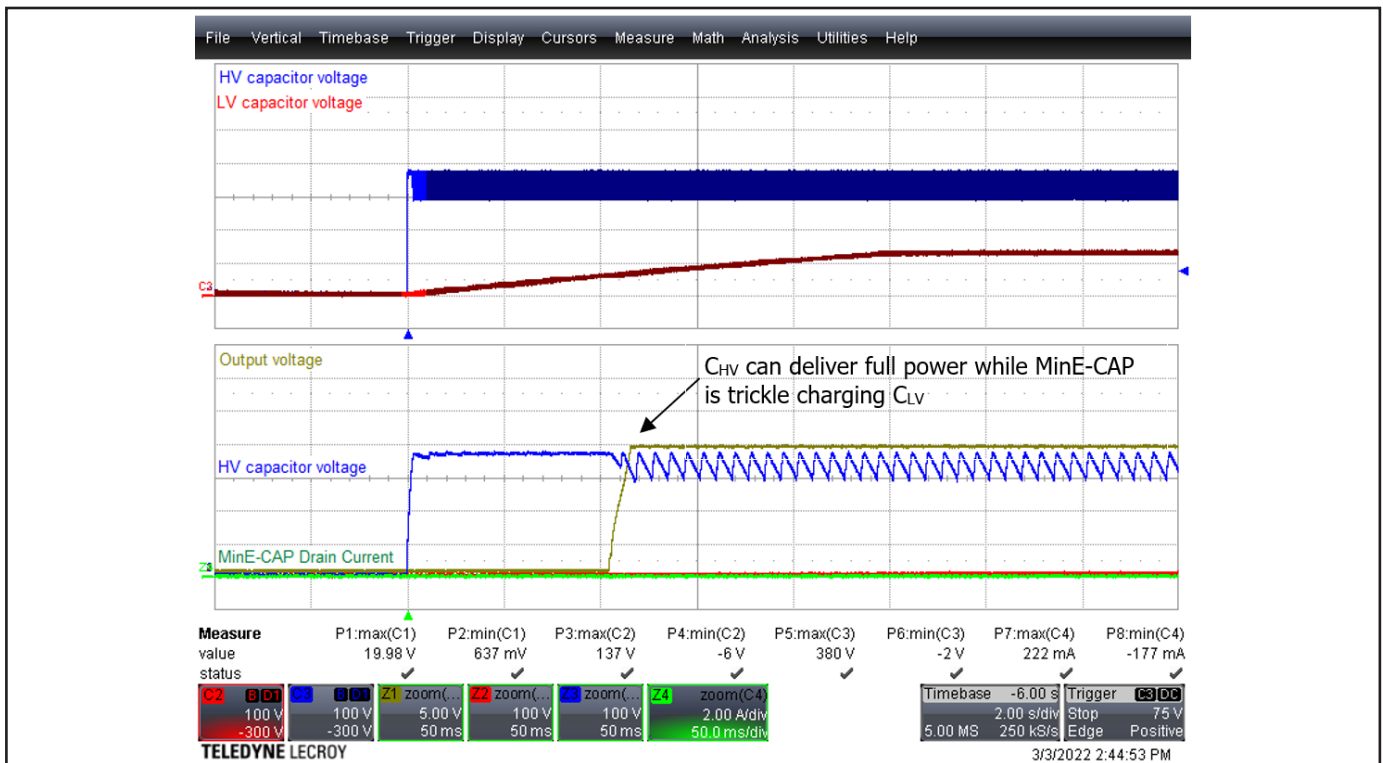 File Vertical Timebase Trigger Display Cursors Measure Math Analysis Utilities Help
HV capacitor voltage
LV capacitor voltage
C3
Output voltage
CHV can deliver full power while MinE-CAP
is trickle charging CLV
HV capacitor voltage
MinE-CAP Drain Current
Measure P1:max(C1) P2:min(C1) P3:max(C2) P4:min(C2) P5:max(C3) P6:min(C3) P7:max(C4) P8:min(C4)
value 19.98 V 637 mV 137 V -6 V 380 V -2 V 222 mA -177 mA
status
C2 B D1 C3 B D1 Z1 zoom(... Z2 zoom(... Z3 zoom(... Z4 zoom(C4) Timebase -6.00 s Trigger C3 DC
100 V 100 V 5.00 V 100 V 100 V 2.00 A/div 2.00 s/div Stop 75 V
-300 V -300 V 50 ms 50 ms 50 ms 50.0 ms/div 5.00 MS 250 kS/s Edge Positive
TELEDYNE LECROY 3/3/2022 2:44:53 PM